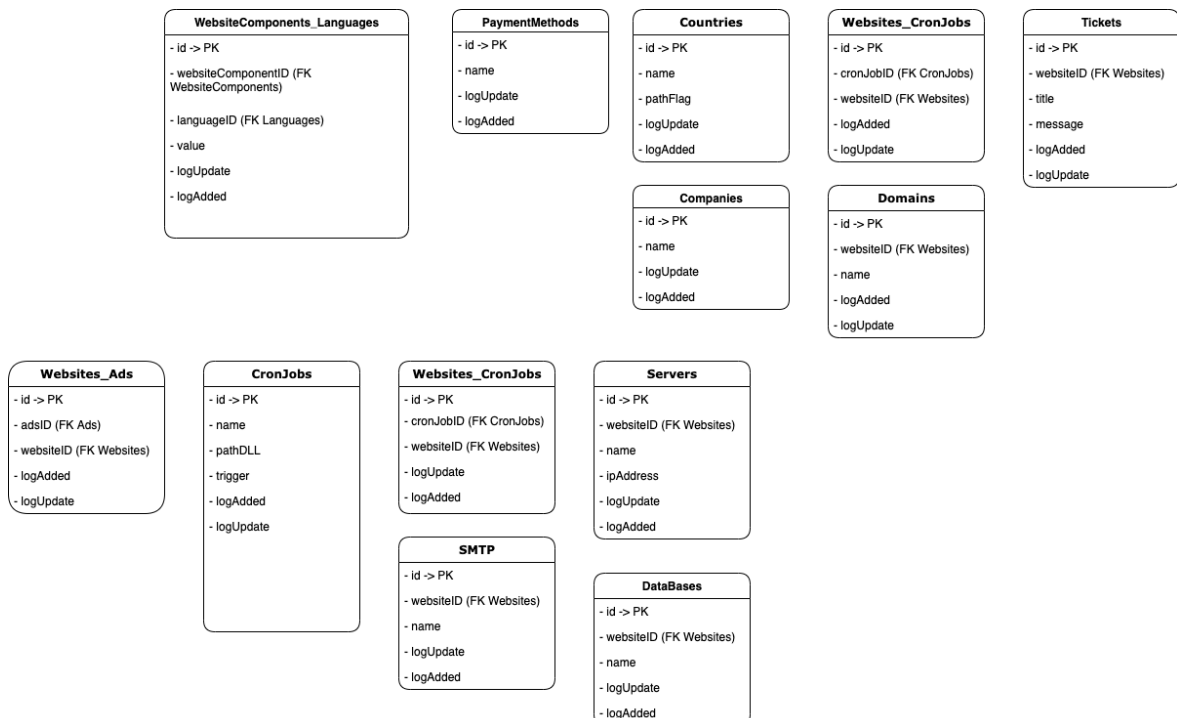 WebsiteComponents_Languages
- id -> PK
- websiteComponentID (FK
WebsiteComponents)
- languageID (FK Languages)
- value
- logUpdate
- logAdded
PaymentMethods
- id -> PK
- name
- logUpdate
- logAdded
Countries
- id -> PK
- name
- pathFlag
- logUpdate
- logAdded
Websites_CronJobs
- id -> PK
- cronJobID (FK CronJobs)
- websiteID (FK Websites)
- logAdded
- logUpdate
Tickets
- id -> PK
- websiteID (FK Websites)
- title
- message
- logAdded
- logUpdate
Companies
- id -> PK
- name
- logUpdate
- logAdded
Domains
- id -> PK
- websiteID (FK Websites)
- name
- logAdded
- logUpdate
Websites_Ads
- id -> PK
- adsID (FK Ads)
- websiteID (FK Websites)
- logAdded
- logUpdate
CronJobs
- id -> PK
- name
- pathDLL
- trigger
- logAdded
- logUpdate
Websites_CronJobs
- id -> PK
- cronJobID (FK CronJobs)
- websiteID (FK Websites)
- logUpdate
- logAdded
Servers
- id -> PK
- websiteID (FK Websites)
- name
- ipAddress
- logUpdate
- logAdded
SMTP
- id -> PK
- websiteID (FK Websites)
- name
- logUpdate
- logAdded
DataBases
- id -> PK
- websiteID (FK Websites)
- name
- logUpdate
- logAdded